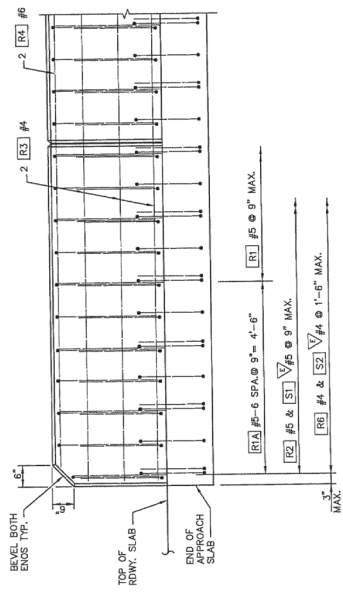 BEVEL BOTH
ENDS TYP.
6"
6"
TOP OF
RDWY. SLAB
END OF
APPROACH
SLAB
3"
MAX.
2 R3 #4
2 R4 #6
R1A #5-6 SPA.@ 9"= 4'-6"
R1 #5 @ 9" MAX.
R2 #5 & S1 E #5 @ 9" MAX.
R6 #4 & S2 E #4 @ 1'-6" MAX.